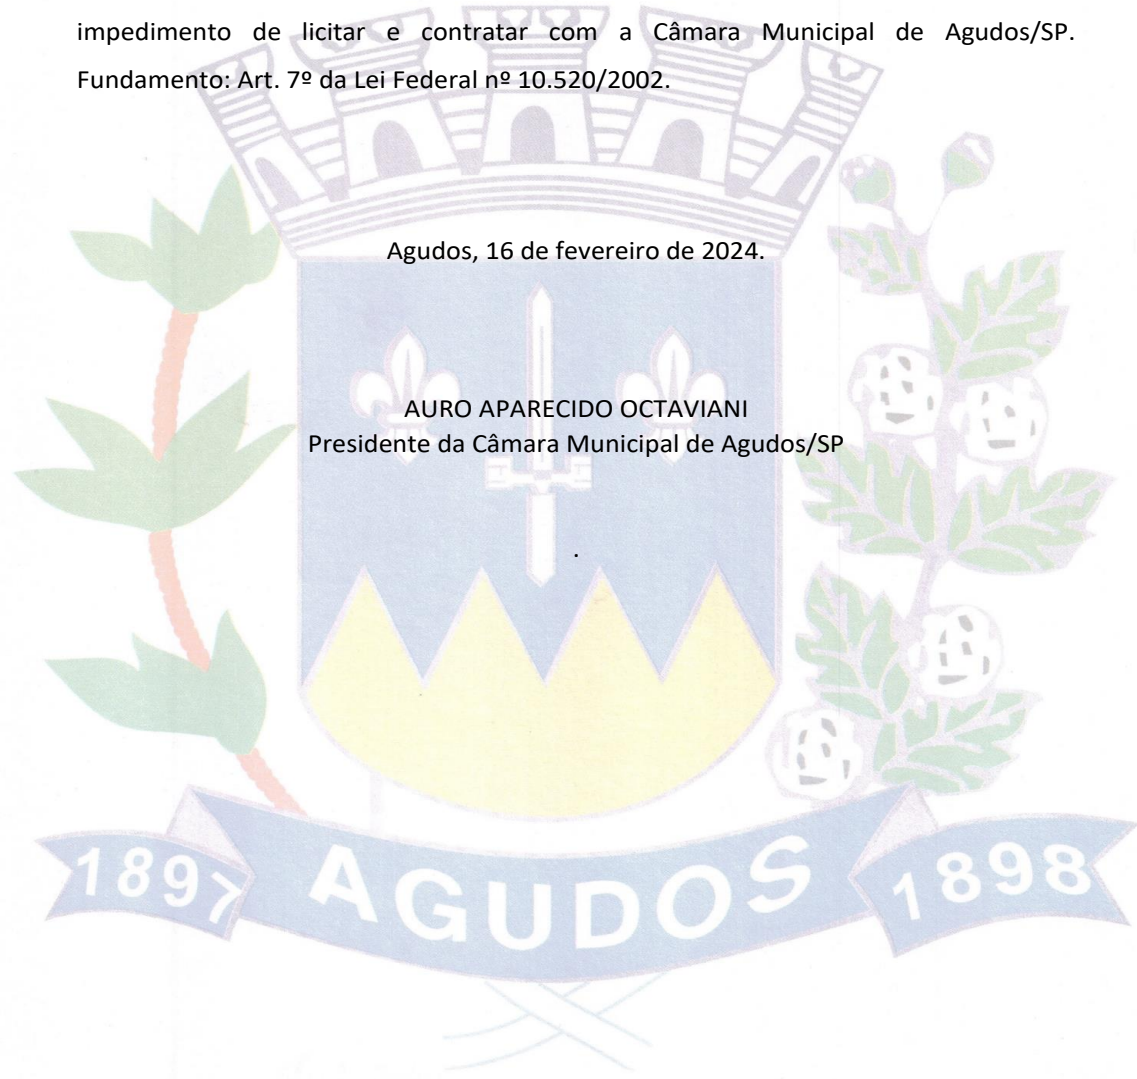 impedimento de licitar e contratar com a Câmara Municipal de Agudos/SP.
Fundamento: Art. 7º da Lei Federal nº 10.520/2002.
Agudos, 16 de fevereiro de 2024.
AURO APARECIDO OCTAVIANI
Presidente da Câmara Municipal de Agudos/SP
.
1897 AGUDOS 1898